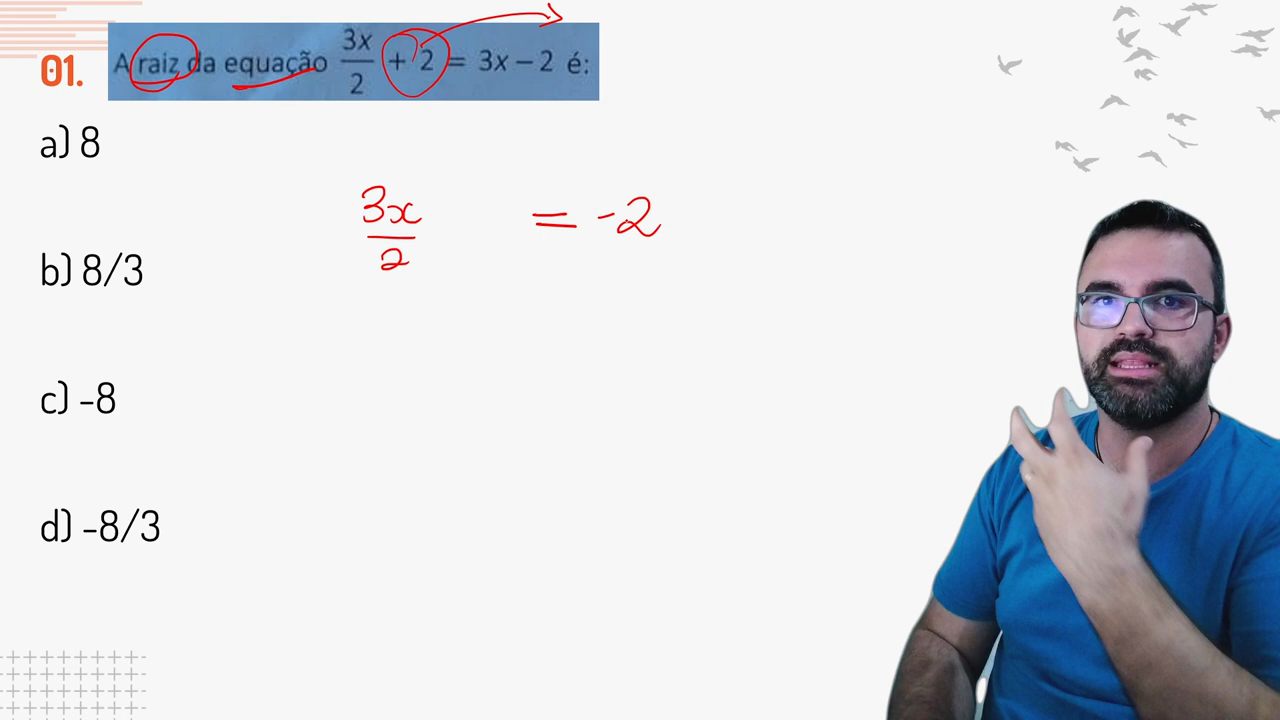 01. A raiz da equação 3x/2 + 2 = 3x – 2 é:
a) 8
3x/2 = -2
b) 8/3
c) -8
d) -8/3